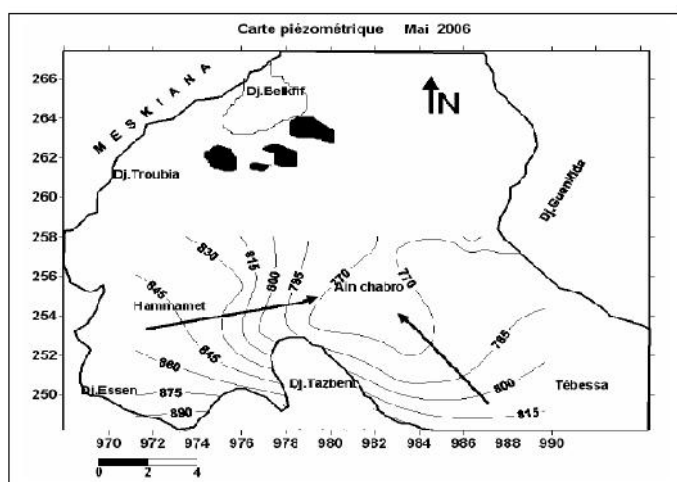 Carte piézométrique Mai 2006
266
264
262
260
258
256
254
252
250
MESKIANA
Dj.Belkfif
N
Dj.Troubia
Dj.Guenifida
830
815
800
785
770
770
845
Ain chabro
Hammamet
845
860
785
Dj.Essen
875
890
Dj.Tazbent
800
815
Tébessa
970 972 974 976 978 980 982 984 986 988 990
0 2 4